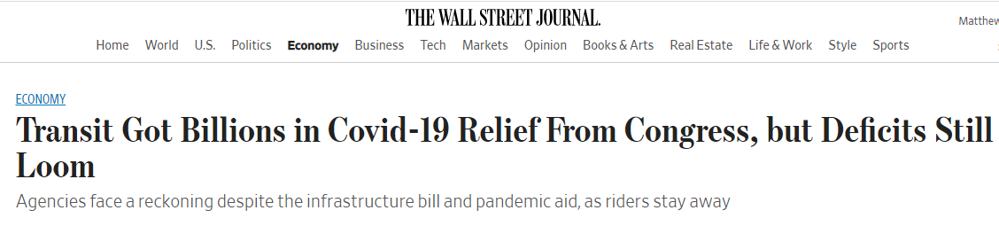 THE WALL STREET JOURNAL.
Matthew
Home World U.S. Politics Economy Business Tech Markets Opinion Books & Arts Real Estate Life & Work Style Sports
ECONOMY
Transit Got Billions in Covid-19 Relief From Congress, but Deficits Still
Loom
Agencies face a reckoning despite the infrastructure bill and pandemic aid, as riders stay away